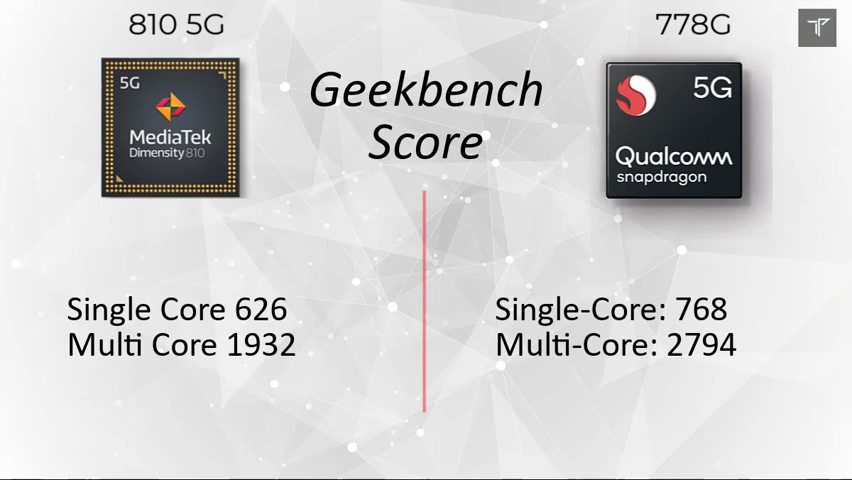 810 5G
778G
5G
MediaTek
Dimensity 810
Geekbench
Score
5G
Qualcomm
snapdragon
Single Core 626
Multi Core 1932
Single-Core: 768
Multi-Core: 2794